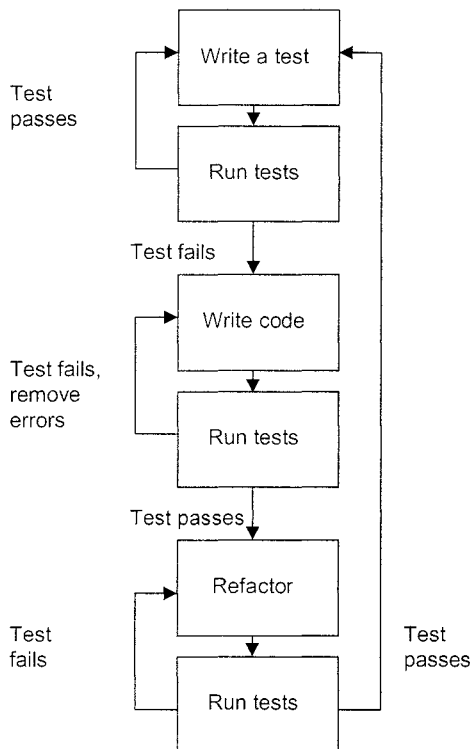 Write a test
Test
passes
Run tests
Test fails
Write code
Test fails,
remove
errors
Run tests
Test passes
Refactor
Test
fails
Test
passes
Run tests